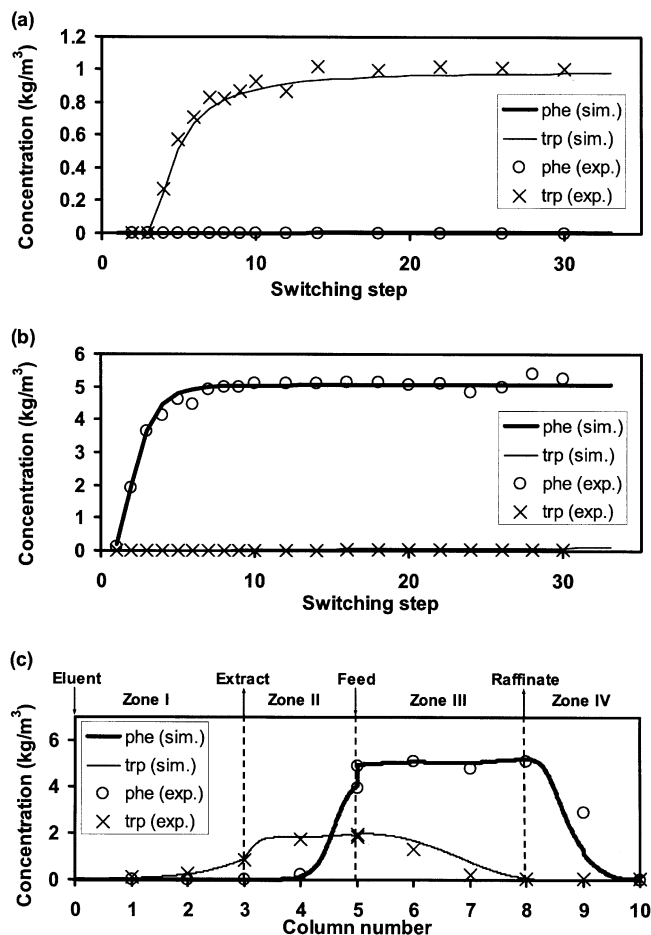 (a)
Concentration (kg/m³)
1.2
1
0.8
0.6
0.4
0.2
0
phe (sim.)
trp (sim.)
phe (exp.)
trp (exp.)
0 10 20 30
Switching step
(b)
Concentration (kg/m³)
6
5
4
3
2
1
0
phe (sim.)
trp (sim.)
phe (exp.)
trp (exp.)
0 10 20 30
Switching step
(c)
Eluent Extract Feed Raffinate
Zone I Zone II Zone III Zone IV
Concentration (kg/m³)
6
4
2
0
phe (sim.)
trp (sim.)
phe (exp.)
trp (exp.)
0 1 2 3 4 5 6 7 8 9 10
Column number